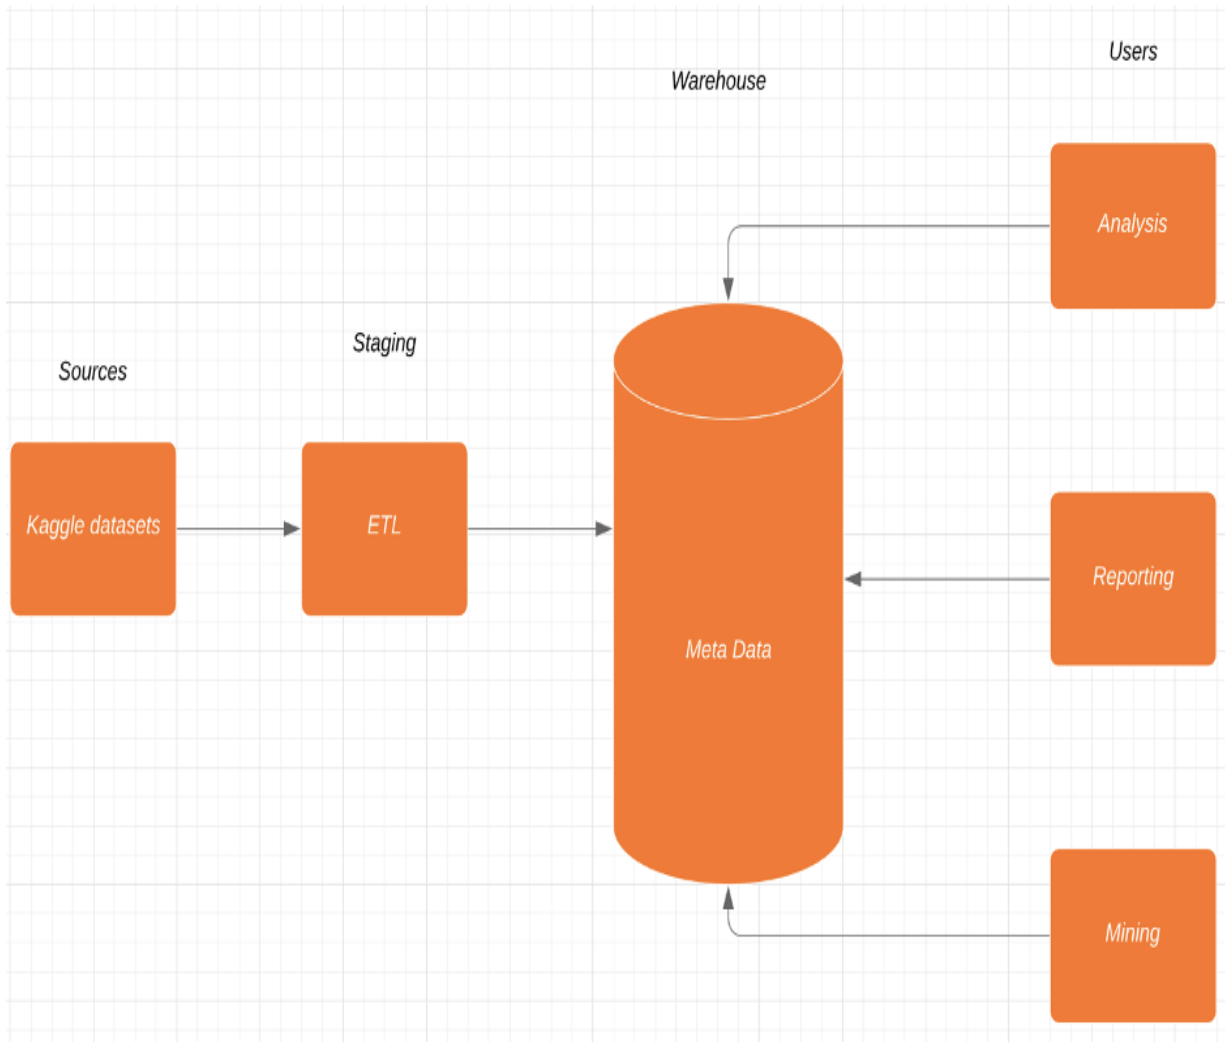 Users
Warehouse
Analysis
Staging
Sources
Kaggle datasets
ETL
Reporting
Meta Data
Mining